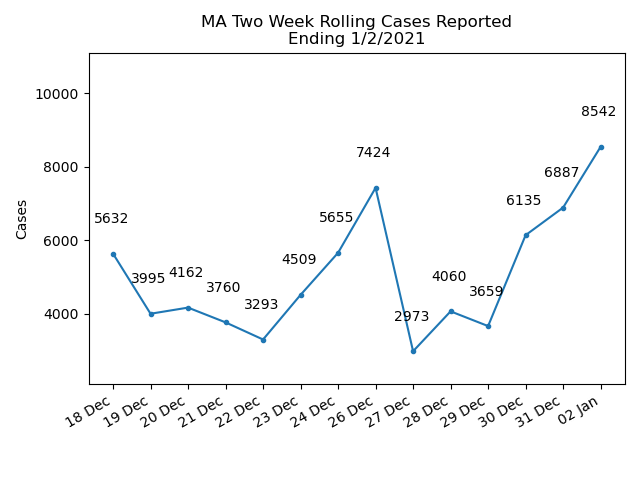 MA Two Week Rolling Cases Reported
Ending 1/2/2021
Cases
10000
8000
6000
4000
5632
3995
4162
3760
3293
4509
5655
7424
2973
4060
3659
6135
6887
8542
18 Dec
19 Dec
20 Dec
21 Dec
22 Dec
23 Dec
24 Dec
26 Dec
27 Dec
28 Dec
29 Dec
30 Dec
31 Dec
02 Jan